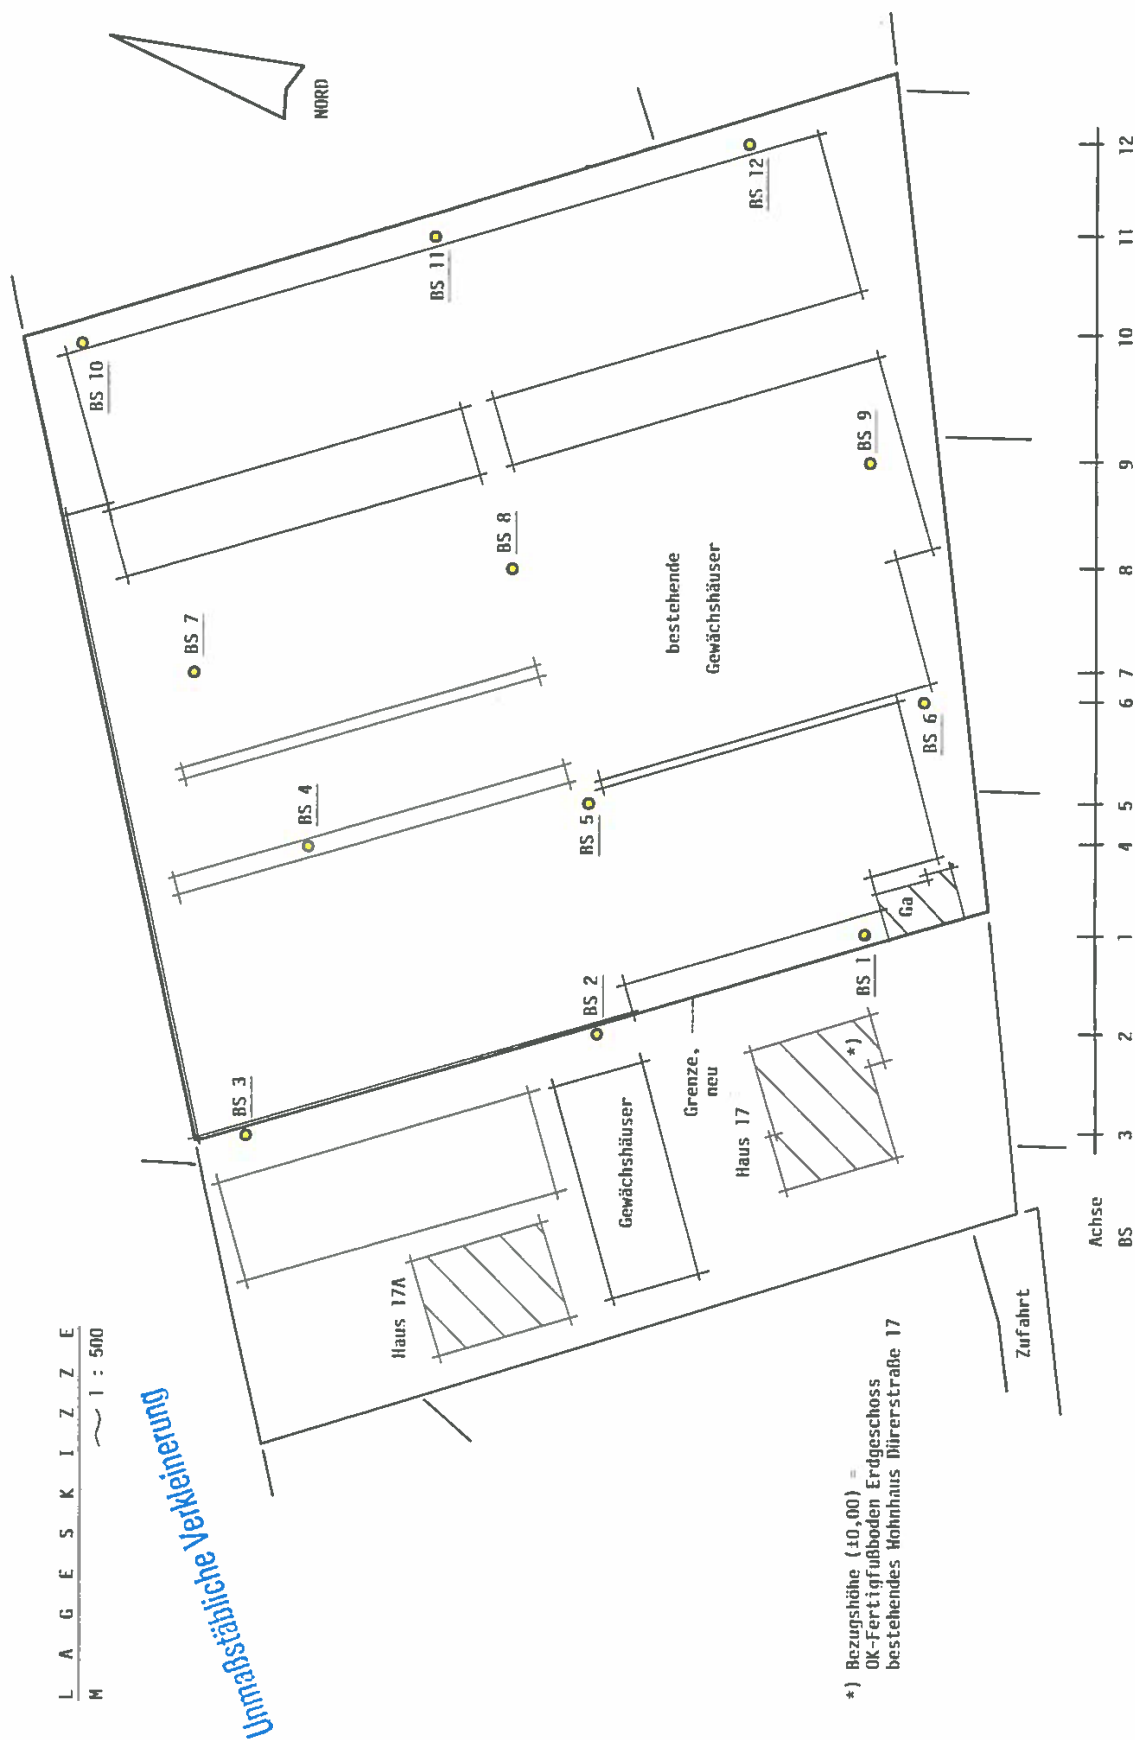 L A G E S K I Z Z E
M ~ 1 : 500
Unmaßstäbliche Verkleinerung
NORD
BS 10
BS 11
BS 12
BS 7
BS 8
BS 9
BS 4
BS 5
BS 6
bestehende
Gewächshäuser
BS 3
BS 2
BS 1
Ga
Grenze,
neu
Haus 17A
Gewächshäuser
Haus 17
*)
Zufahrt
*) Bezugshöhe (±0,00) =
OK-Fertigfußboden Erdgeschoss
bestehendes Wohnhaus Dürerstraße 17
Achse
BS 3 2 1 4 5 6 7 8 9 10 11 12